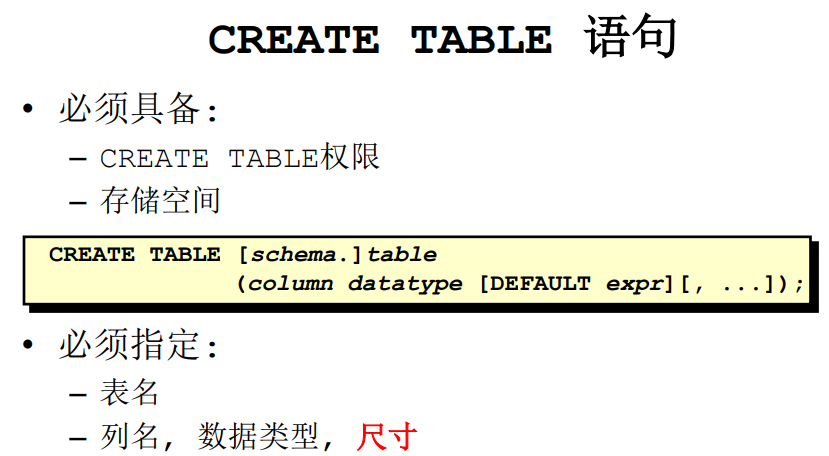 CREATE TABLE 语句
• 必须具备:
– CREATE TABLE权限
– 存储空间
CREATE TABLE [schema.]table
(column datatype [DEFAULT expr][, ...]);
• 必须指定:
– 表名
– 列名, 数据类型, 尺寸